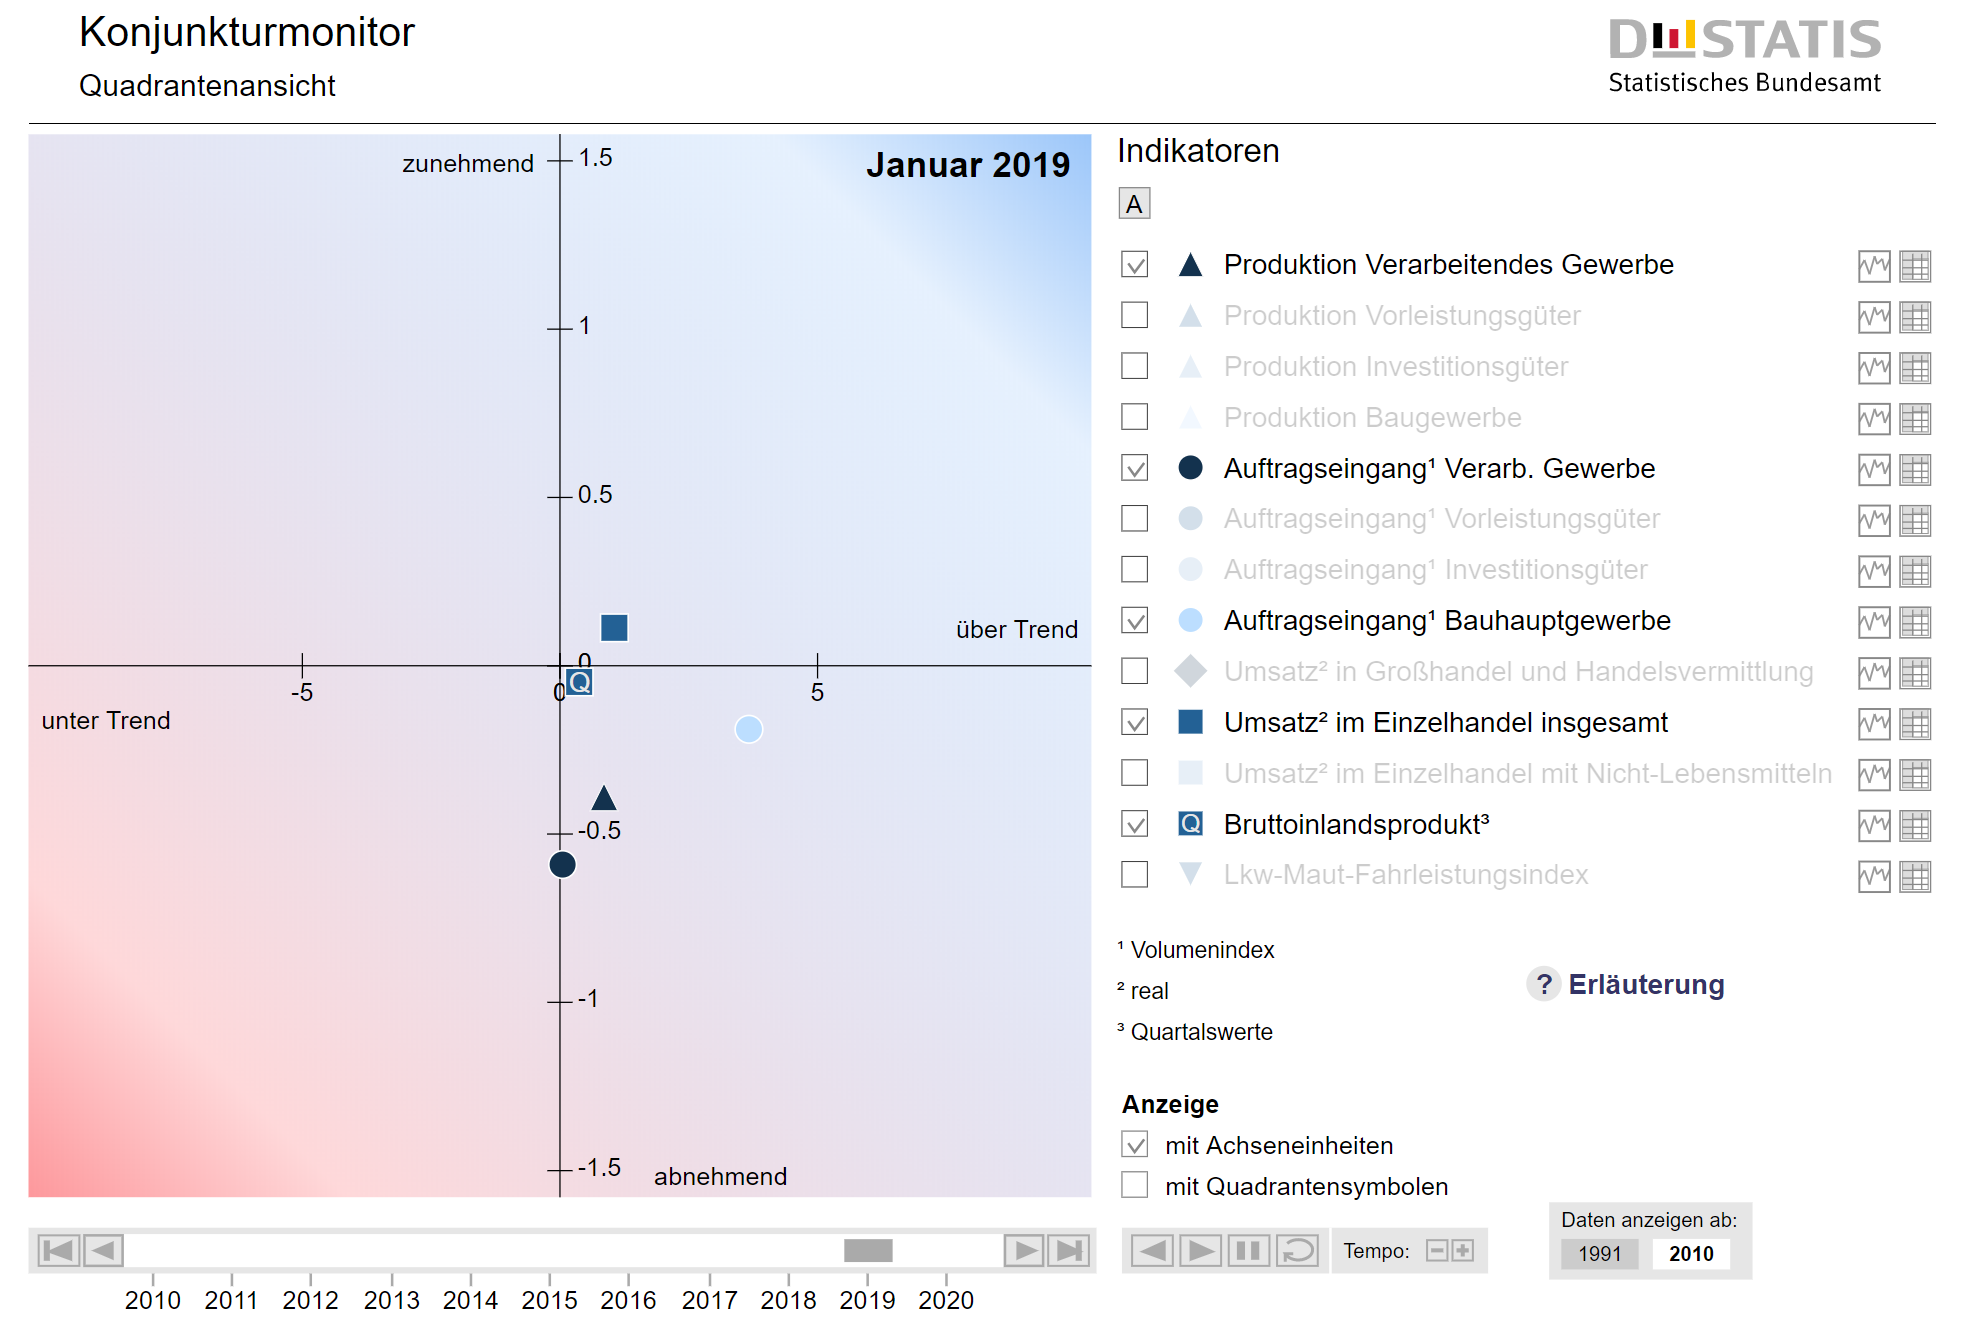 Konjunkturmonitor
Quadrantenansicht
D STATIS
Statistisches Bundesamt
zunehmend
Januar 2019
1.5
1
0.5
0
-0.5
-1
-1.5
-5
0
5
über Trend
unter Trend
abnehmend
Q
Indikatoren
A
Produktion Verarbeitendes Gewerbe
Produktion Vorleistungsgüter
Produktion Investitionsgüter
Produktion Baugewerbe
Auftragseingang¹ Verarb. Gewerbe
Auftragseingang¹ Vorleistungsgüter
Auftragseingang¹ Investitionsgüter
Auftragseingang¹ Bauhauptgewerbe
Umsatz² in Großhandel und Handelsvermittlung
Umsatz² im Einzelhandel insgesamt
Umsatz² im Einzelhandel mit Nicht-Lebensmitteln
Q Bruttoinlandsprodukt³
Lkw-Maut-Fahrleistungsindex
¹ Volumenindex
² real
³ Quartalswerte
? Erläuterung
Anzeige
mit Achseneinheiten
mit Quadrantensymbolen
Tempo:
Daten anzeigen ab:
1991 2010
2010 2011 2012 2013 2014 2015 2016 2017 2018 2019 2020